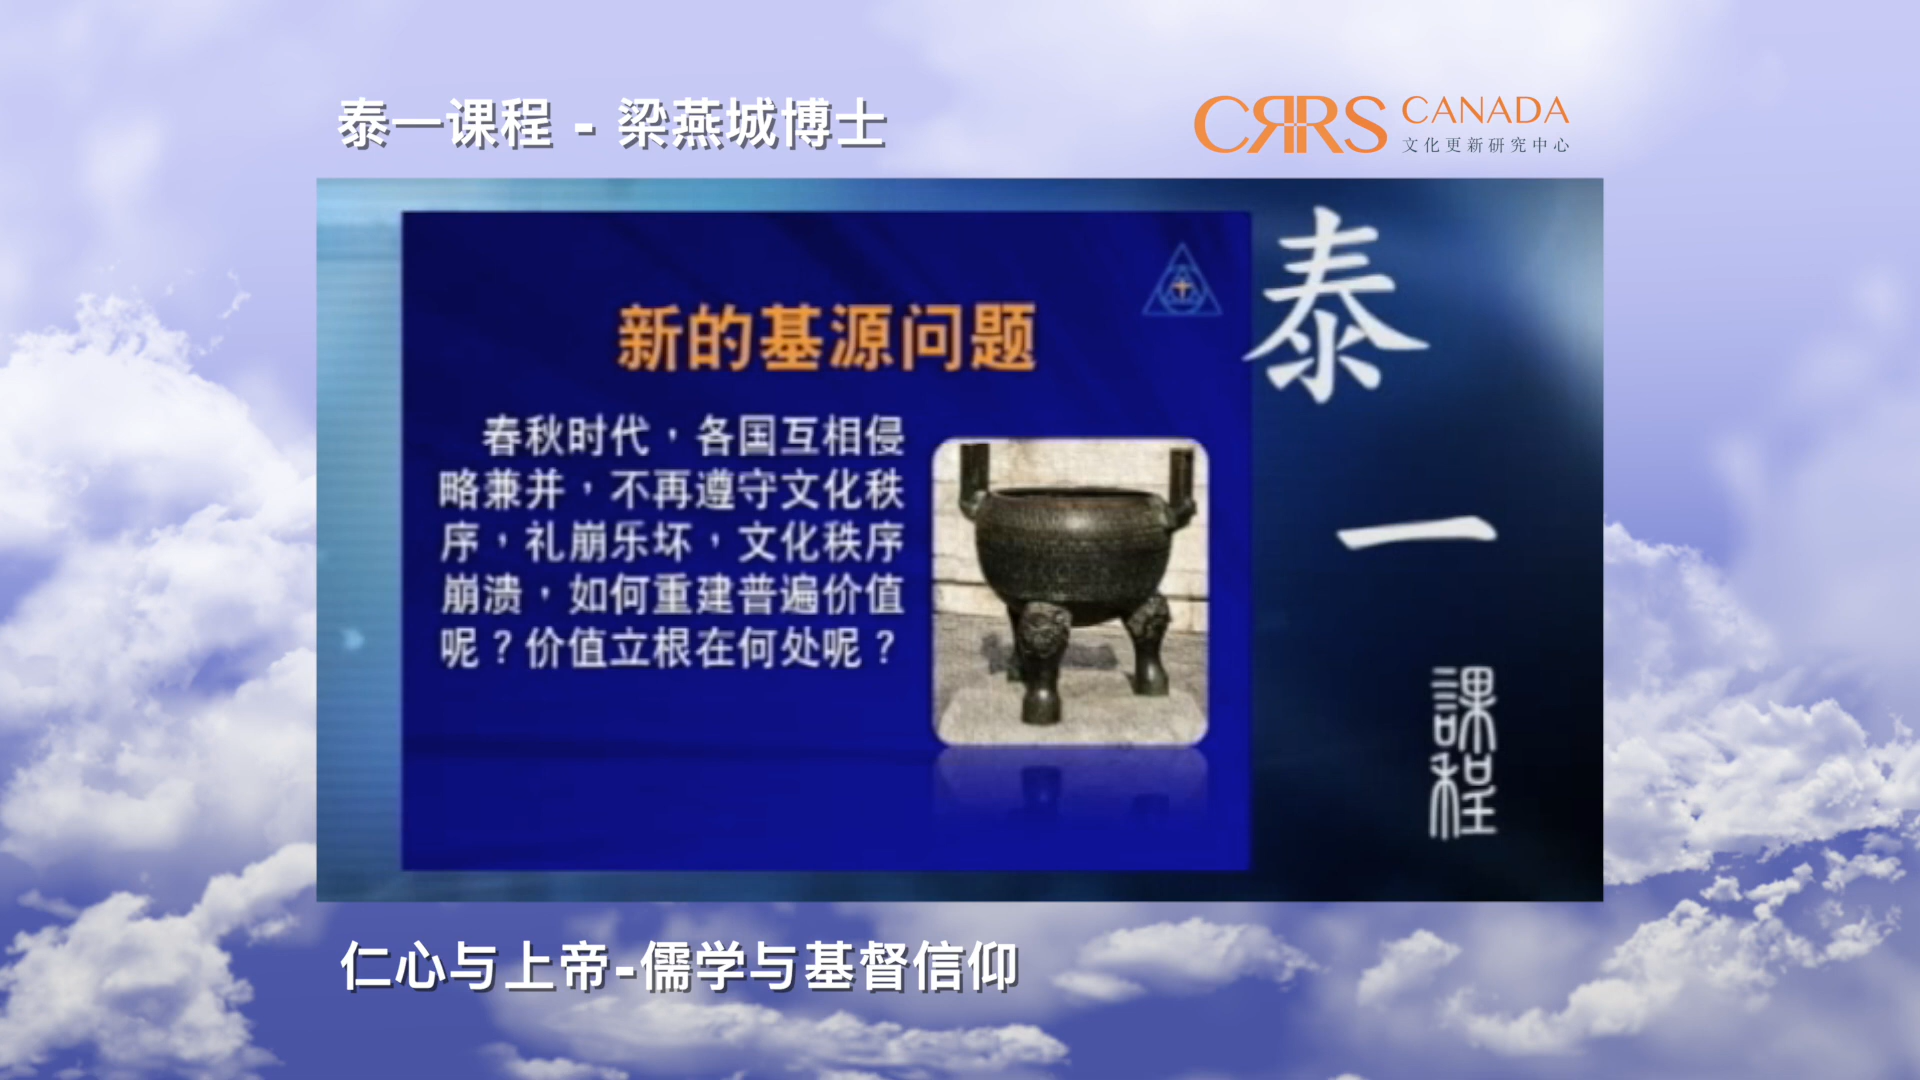 泰一课程 - 梁燕城博士
CRRS CANADA
文化更新研究中心
新的基源问题
春秋时代，各国互相侵
略兼并，不再遵守文化秩
序，礼崩乐坏，文化秩序
崩溃，如何重建普遍价值
呢？价值立根在何处呢？
泰
一
課程
仁心与上帝-儒学与基督信仰